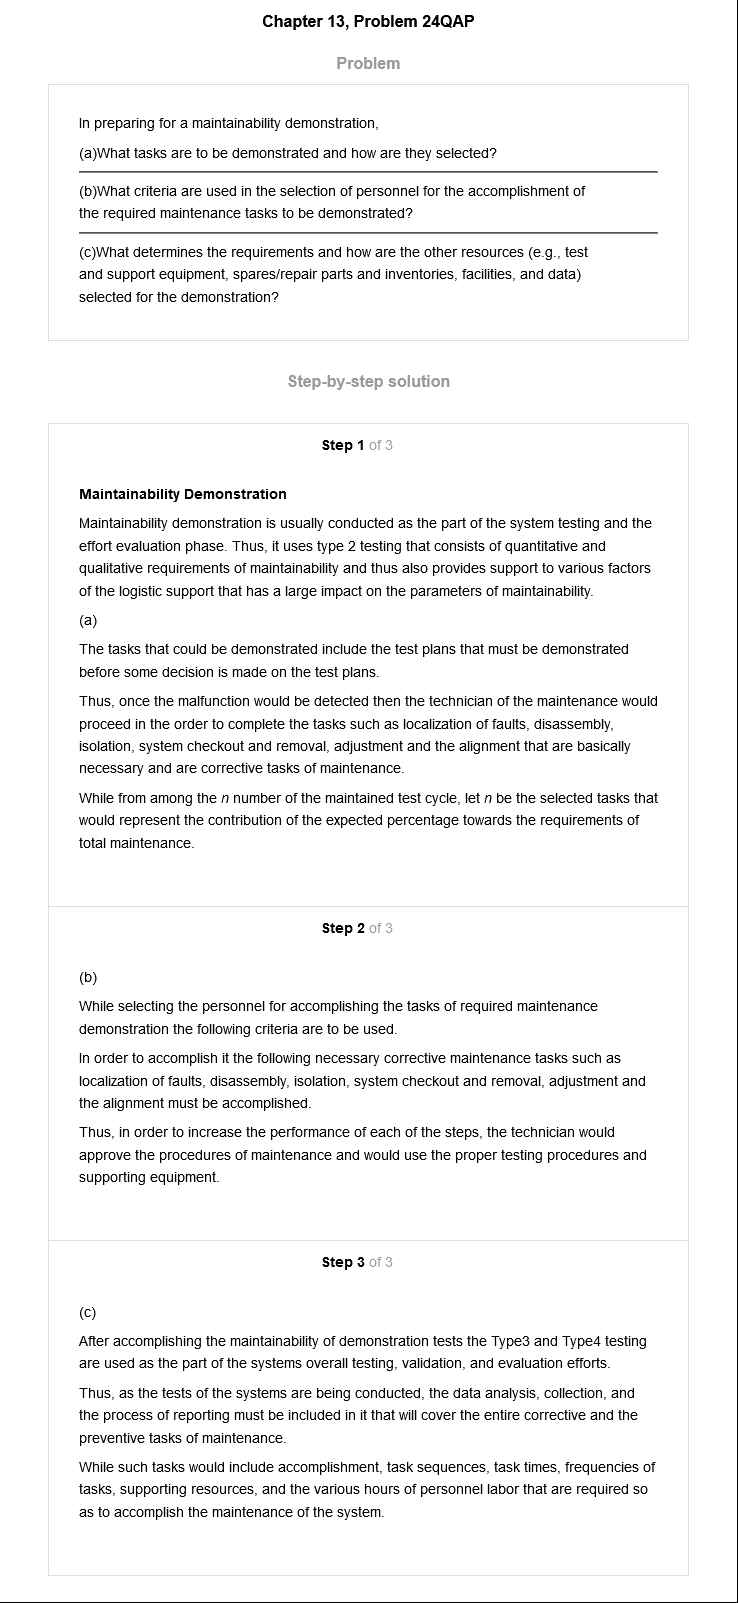 Chapter 13, Problem 24QAP
Problem
In preparing for a maintainability demonstration,
(a)What tasks are to be demonstrated and how are they selected?
(b)What criteria are used in the selection of personnel for the accomplishment of
the required maintenance tasks to be demonstrated?
(c)What determines the requirements and how are the other resources (e.g., test
and support equipment, spares/repair parts and inventories, facilities, and data)
selected for the demonstration?
Step-by-step solution
Step 1 of 3
Maintainability Demonstration
Maintainability demonstration is usually conducted as the part of the system testing and the
effort evaluation phase. Thus, it uses type 2 testing that consists of quantitative and
qualitative requirements of maintainability and thus also provides support to various factors
of the logistic support that has a large impact on the parameters of maintainability.
(a)
The tasks that could be demonstrated include the test plans that must be demonstrated
before some decision is made on the test plans.
Thus, once the malfunction would be detected then the technician of the maintenance would
proceed in the order to complete the tasks such as localization of faults, disassembly,
isolation, system checkout and removal, adjustment and the alignment that are basically
necessary and are corrective tasks of maintenance.
While from among the n number of the maintained test cycle, let n be the selected tasks that
would represent the contribution of the expected percentage towards the requirements of
total maintenance.
Step 2 of 3
(b)
While selecting the personnel for accomplishing the tasks of required maintenance
demonstration the following criteria are to be used.
In order to accomplish it the following necessary corrective maintenance tasks such as
localization of faults, disassembly, isolation, system checkout and removal, adjustment and
the alignment must be accomplished.
Thus, in order to increase the performance of each of the steps, the technician would
approve the procedures of maintenance and would use the proper testing procedures and
supporting equipment.
Step 3 of 3
(c)
After accomplishing the maintainability of demonstration tests the Type3 and Type4 testing
are used as the part of the systems overall testing, validation, and evaluation efforts.
Thus, as the tests of the systems are being conducted, the data analysis, collection, and
the process of reporting must be included in it that will cover the entire corrective and the
preventive tasks of maintenance.
While such tasks would include accomplishment, task sequences, task times, frequencies of
tasks, supporting resources, and the various hours of personnel labor that are required so
as to accomplish the maintenance of the system.